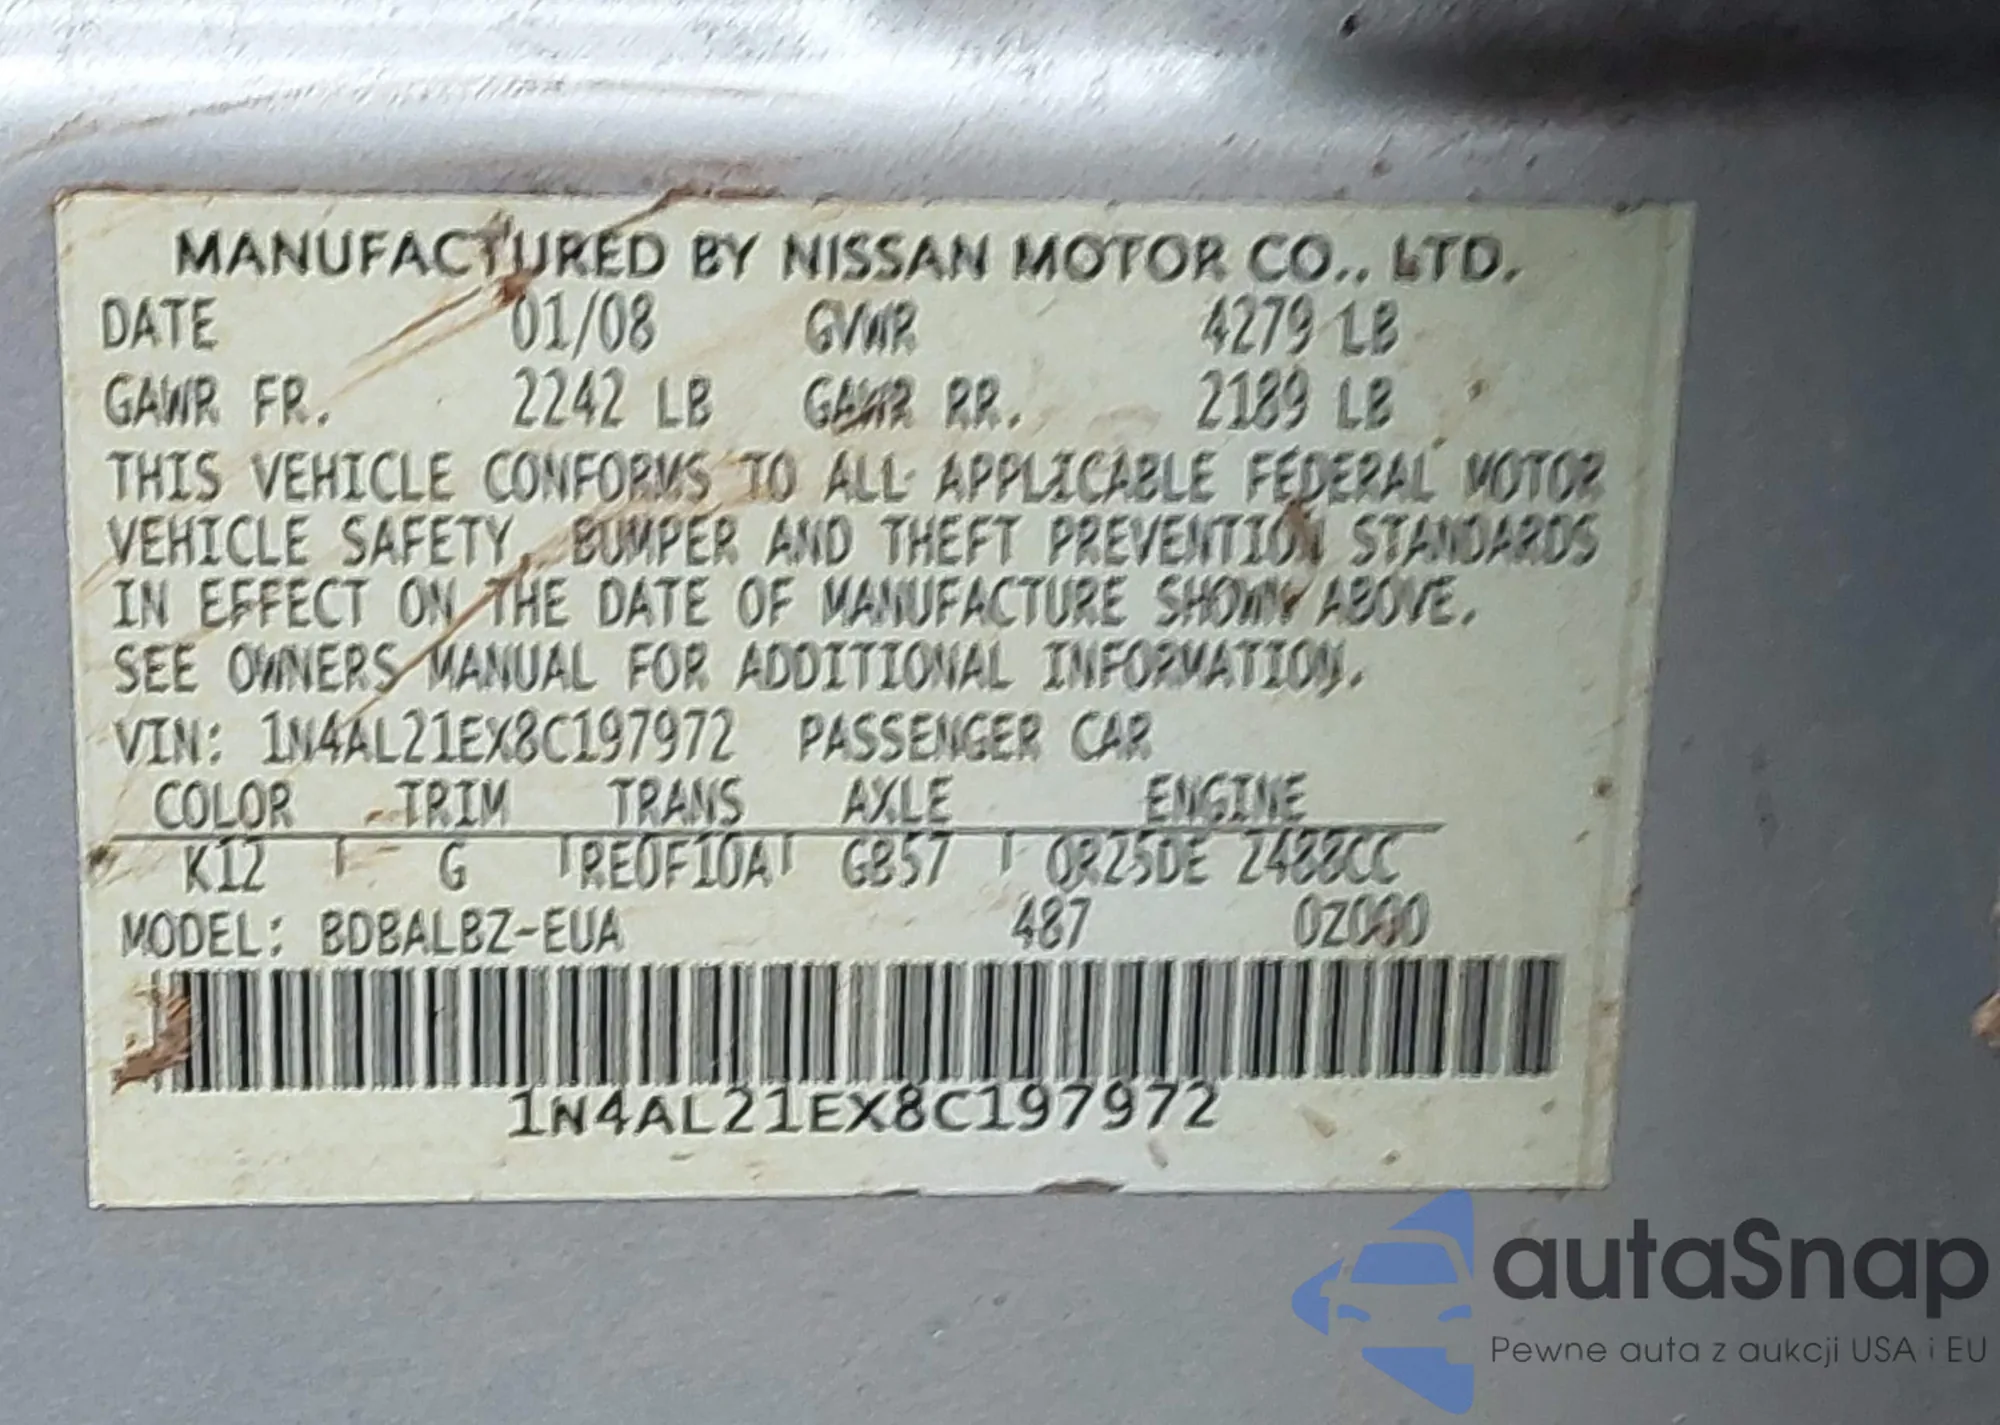 MANUFACTURED BY NISSAN MOTOR CO., LTD.
DATE 01/08 GVWR 4279 LB
GAWR FR. 2242 LB GAWR RR. 2189 LB
THIS VEHICLE CONFORMS TO ALL APPLICABLE FEDERAL MOTOR
VEHICLE SAFETY, BUMPER AND THEFT PREVENTION STANDARDS
IN EFFECT ON THE DATE OF MANUFACTURE SHOWN ABOVE.
SEE OWNERS MANUAL FOR ADDITIONAL INFORMATION.
VIN: 1N4AL21EX8C197972 PASSENGER CAR
COLOR TRIM TRANS AXLE ENGINE
K12 G RE0F10A GB57 QR25DE 2488CC
MODEL: BDBALBZ-EUA 487 0Z000
1N4AL21EX8C197972
autaSnap
Pewne auta z aukcji USA i EU